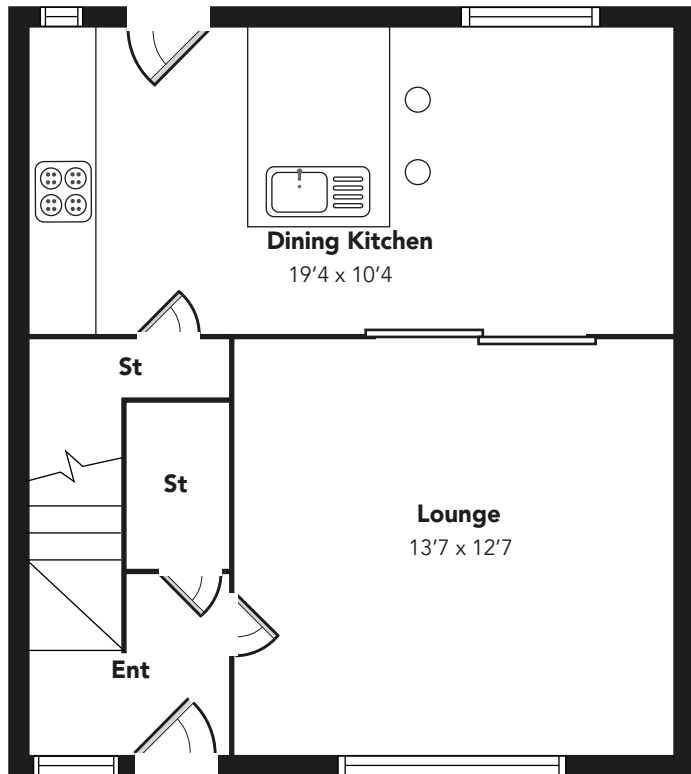 Dining Kitchen
19’4 x 10’4
St
St
Lounge
13’7 x 12’7
Ent